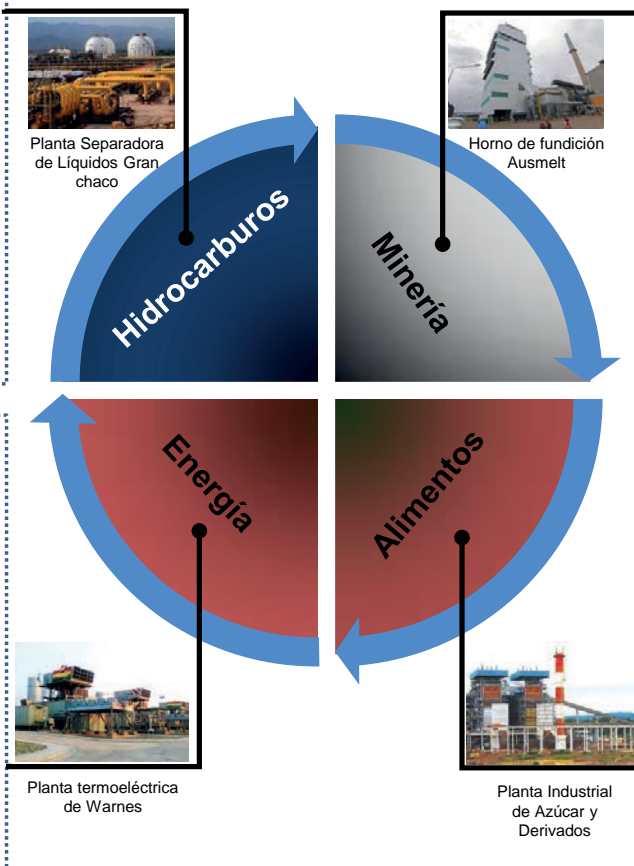 Planta Separadora
de Líquidos Gran
chaco
Horno de fundición
Ausmelt
Hidrocarburos
Minería
Energía
Alimentos
Planta termoeléctrica
de Warnes
Planta Industrial
de Azúcar y
Derivados